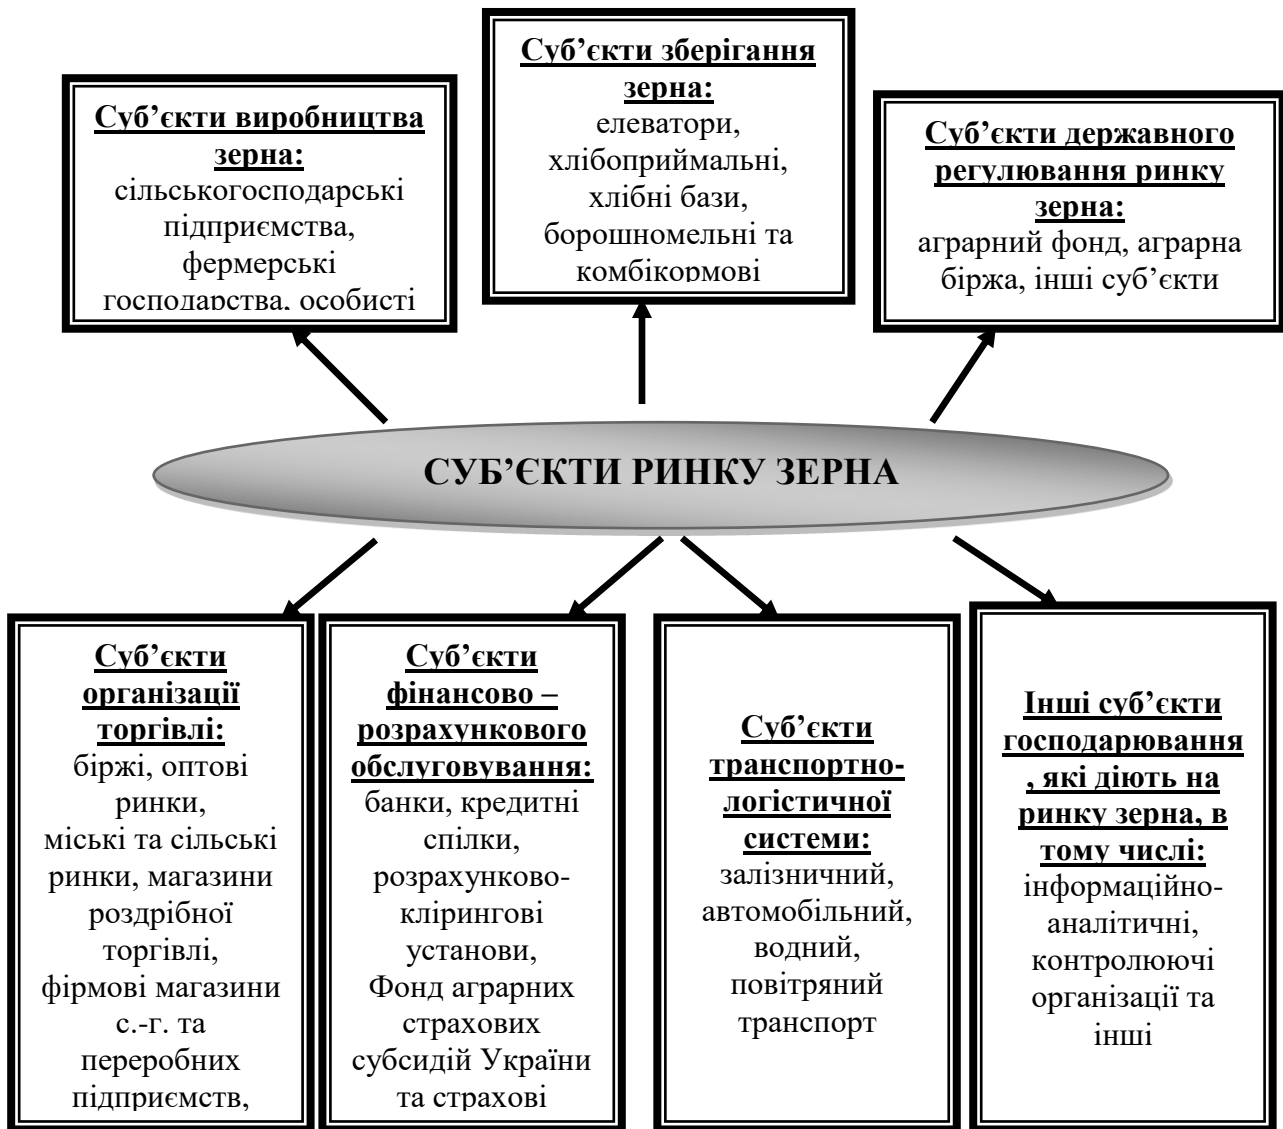 Суб’єкти виробництва
зерна:
сільськогосподарські
підприємства,
фермерські
господарства, особисті
Суб’єкти зберігання
зерна:
елеватори,
хлібоприймальні,
хлібні бази,
борошномельні та
комбікормові
Суб’єкти державного
регулювання ринку
зерна:
аграрний фонд, аграрна
біржа, інші суб’єкти
СУБ’ЄКТИ РИНКУ ЗЕРНА
Суб’єкти
організації
торгівлі:
біржі, оптові
ринки,
міські та сільські
ринки, магазини
роздрібної
торгівлі,
фірмові магазини
с.-г. та
переробних
підприємств,
Суб’єкти
фінансово –
розрахункового
обслуговування:
банки, кредитні
спілки,
розрахунково-
клірингові
установи,
Фонд аграрних
страхових
субсидій України
та страхові
Суб’єкти
транспортно-
логістичної
системи:
залізничний,
автомобільний,
водний,
повітряний
транспорт
Інші суб’єкти
господарювання
, які діють на
ринку зерна, в
тому числі:
інформаційно-
аналітичні,
контролюючі
організації та
інші